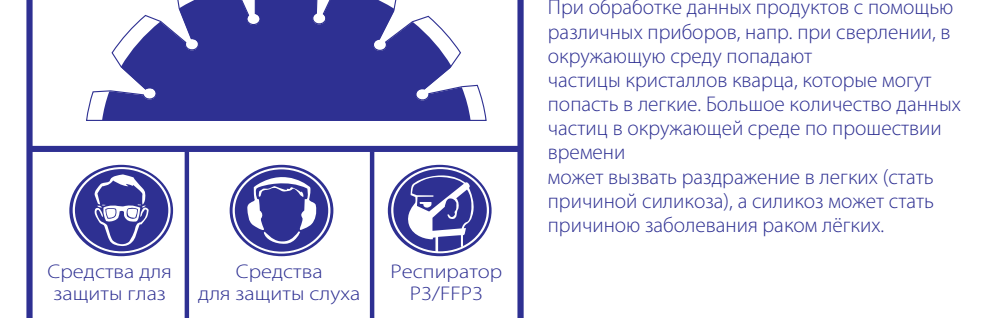 При обработке данных продуктов с помощью
различных приборов, напр. при сверлении, в
окружающую среду попадают
частицы кристаллов кварца, которые могут
попасть в легкие. Большое количество данных
частиц в окружающей среде по прошествии
времени
может вызвать раздражение в легких (стать
причиной силикоза), а силикоз может стать
причиною заболевания раком лёгких.
Средства для
защиты глаз
Средства
для защиты слуха
Респиратор
P3/FFP3